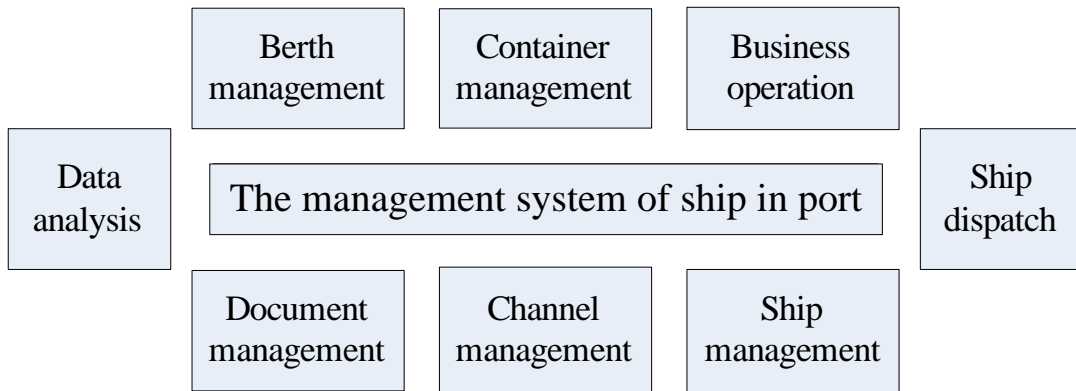 Berth
management
Container
management
Business
operation
Data
analysis
The management system of ship in port
Ship
dispatch
Document
management
Channel
management
Ship
management